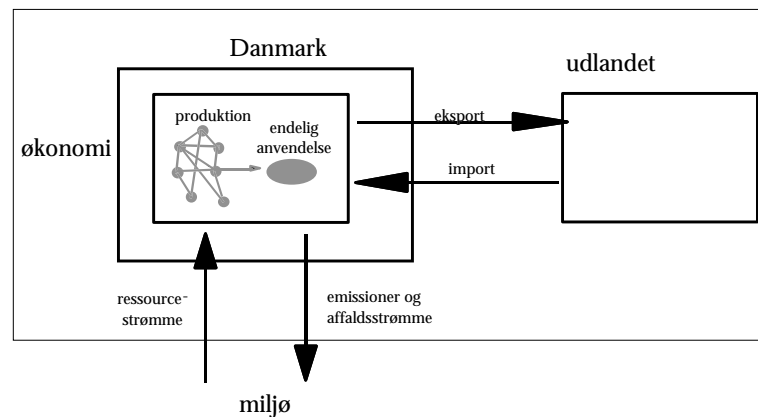 Danmark
udlandet
økonomi
produktion
endelig
anvendelse
eksport
import
ressource-
strømme
emissioner og
affaldsstrømme
miljø